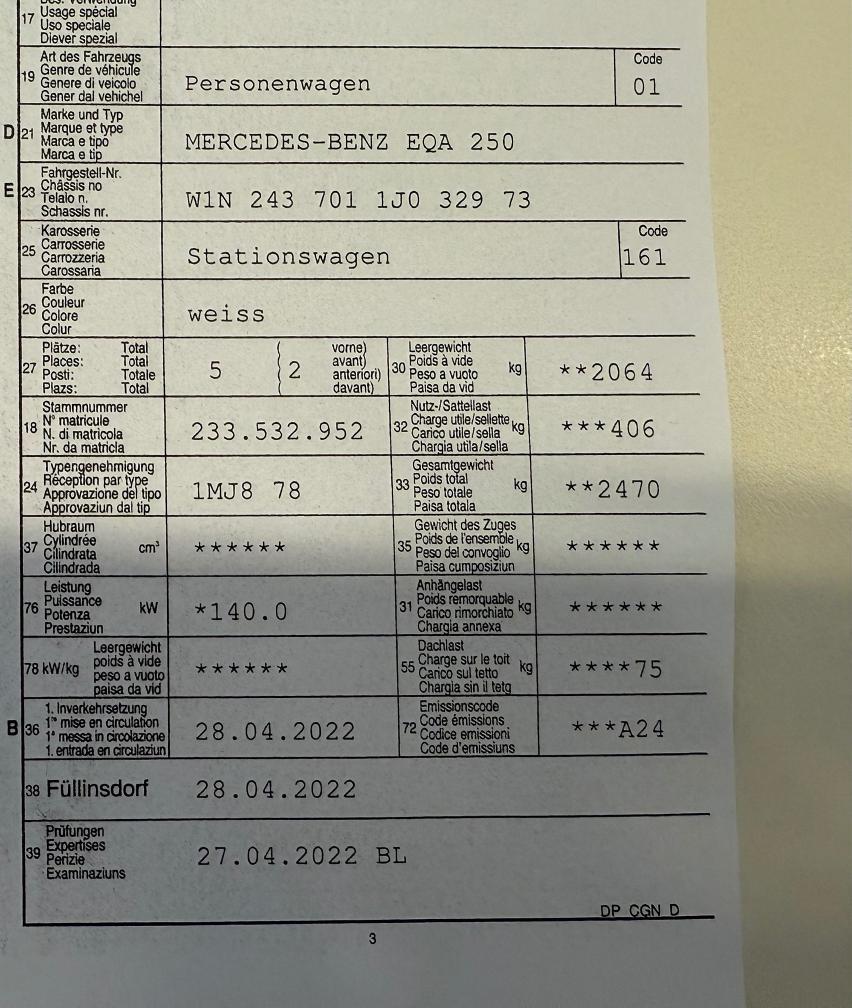 17 Usage spécial
Uso speciale
Diever spezial
Art des Fahrzeugs
19 Genre de véhicule
Genere di veicolo
Gener dal vehichel
Personenwagen
Code
01
Marke und Typ
D 21 Marque et type
Marca e tipo
Marca e tip
MERCEDES-BENZ EQA 250
Fahrgestell-Nr.
E 23 Châssis no
Telaio n.
Schassis nr.
W1N 243 701 1J0 329 73
Karosserie
25 Carrosserie
Carrozzeria
Carossaria
Stationswagen
Code
161
Farbe
26 Couleur
Colore
Colur
weiss
Plätze: Total
27 Places: Total
Posti: Totale
Plazs: Total
5 ( 2
vorne)
avant)
anteriori)
davant)
Leergewicht
30 Poids à vide kg
Peso a vuoto
Paisa da vid
**2064
Stammnummer
18 N° matricule
N. di matricola
Nr. da matricla
233.532.952
Nutz-/Sattellast
32 Charge utile/sellette kg
Carico utile/sella
Chargia utila/sella
***406
Typengenehmigung
24 Réception par type
Approvazione del tipo
Approvaziun dal tip
1MJ8 78
Gesamtgewicht
33 Poids total kg
Peso totale
Paisa totala
**2470
Hubraum
37 Cylindrée cm³
Cilindrata
Cilindrada
******
Gewicht des Zuges
35 Poids de l'ensemble kg
Peso del convoglio
Paisa cumposiziun
******
Leistung
76 Puissance kW
Potenza
Prestaziun
*140.0
Anhängelast
31 Poids remorquable kg
Carico rimorchiato
Chargia annexa
******
Leergewicht
78 kW/kg poids à vide
peso a vuoto
paisa da vid
******
Dachlast
55 Charge sur le toit kg
Carico sul tetto
Chargia sin il tetg
****75
1. Inverkehrsetzung
B 36 1re mise en circulation
1a messa in circolazione
1. entrada en circulaziun
28.04.2022
Emissionscode
72 Code émissions
Codice emissioni
Code d'emissiuns
***A24
38 Füllinsdorf 28.04.2022
Prüfungen
39 Expertises
Perizie
Examinaziuns
27.04.2022 BL
DP CGN D
3